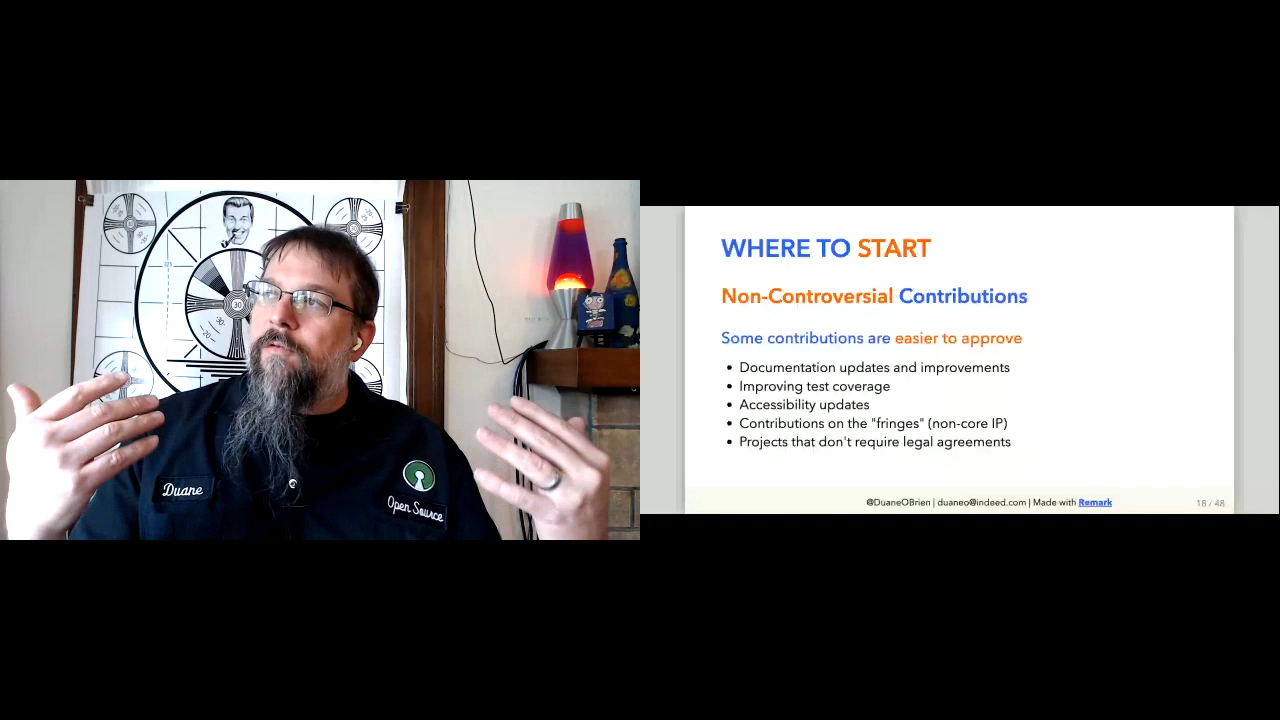 30
Duane
Open Source
WHERE TO START
Non-Controversial Contributions
Some contributions are easier to approve
• Documentation updates and improvements
• Improving test coverage
• Accessibility updates
• Contributions on the "fringes" (non-core IP)
• Projects that don't require legal agreements
@DuaneOBrien | duaneo@indeed.com | Made with Remark
18 / 48